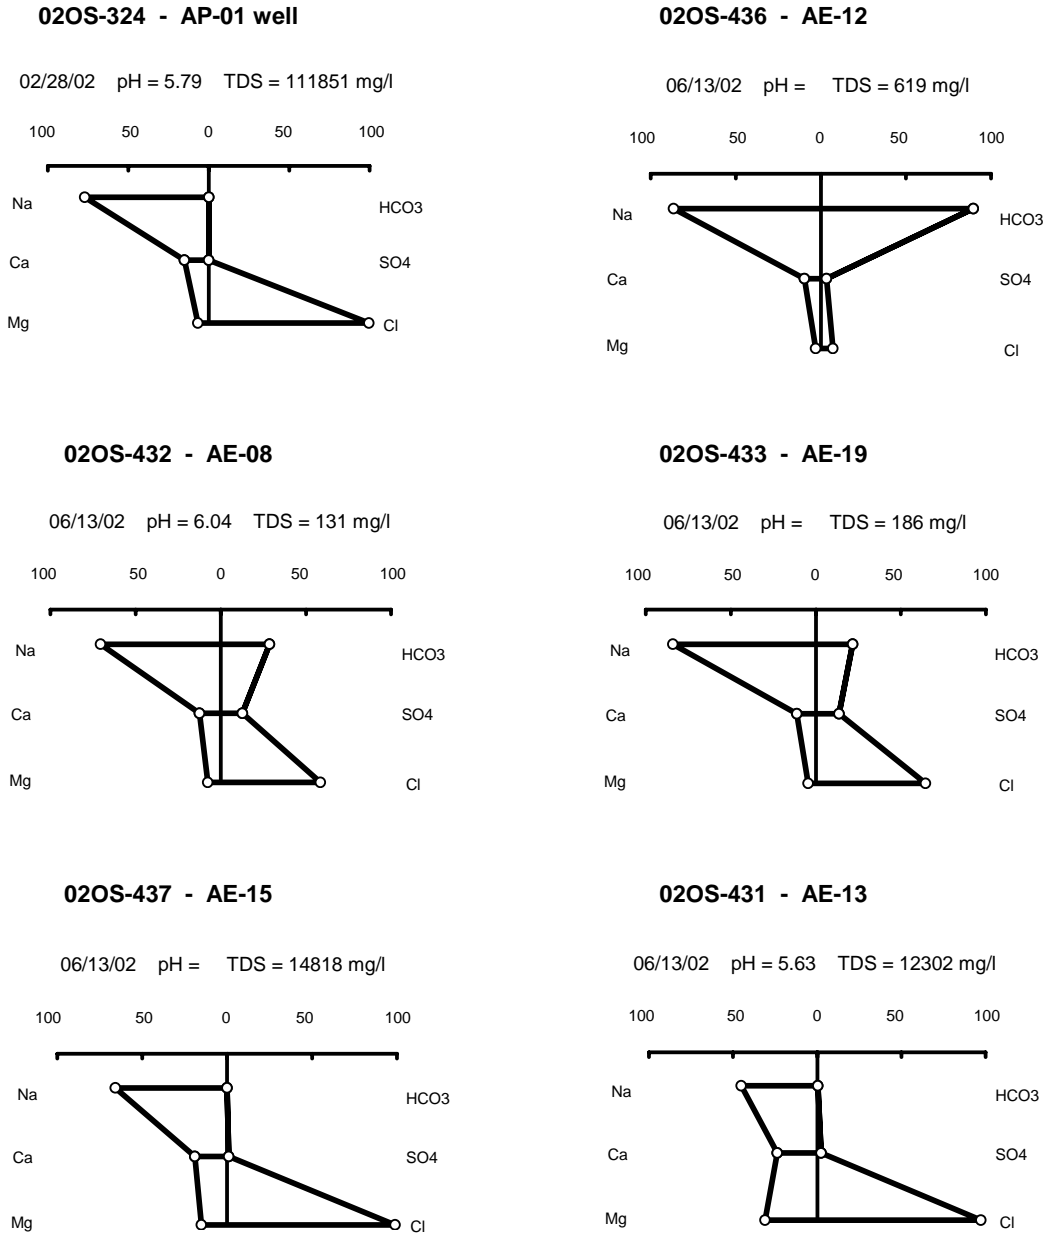 02OS-324 - AP-01 well
02/28/02 pH = 5.79 TDS = 111851 mg/l
100 50 0 50 100
Na HCO3
Ca SO4
Mg Cl
02OS-436 - AE-12
06/13/02 pH = TDS = 619 mg/l
100 50 0 50 100
Na HCO3
Ca SO4
Mg Cl
02OS-432 - AE-08
06/13/02 pH = 6.04 TDS = 131 mg/l
100 50 0 50 100
Na HCO3
Ca SO4
Mg Cl
02OS-433 - AE-19
06/13/02 pH = TDS = 186 mg/l
100 50 0 50 100
Na HCO3
Ca SO4
Mg Cl
02OS-437 - AE-15
06/13/02 pH = TDS = 14818 mg/l
100 50 0 50 100
Na HCO3
Ca SO4
Mg Cl
02OS-431 - AE-13
06/13/02 pH = 5.63 TDS = 12302 mg/l
100 50 0 50 100
Na HCO3
Ca SO4
Mg Cl